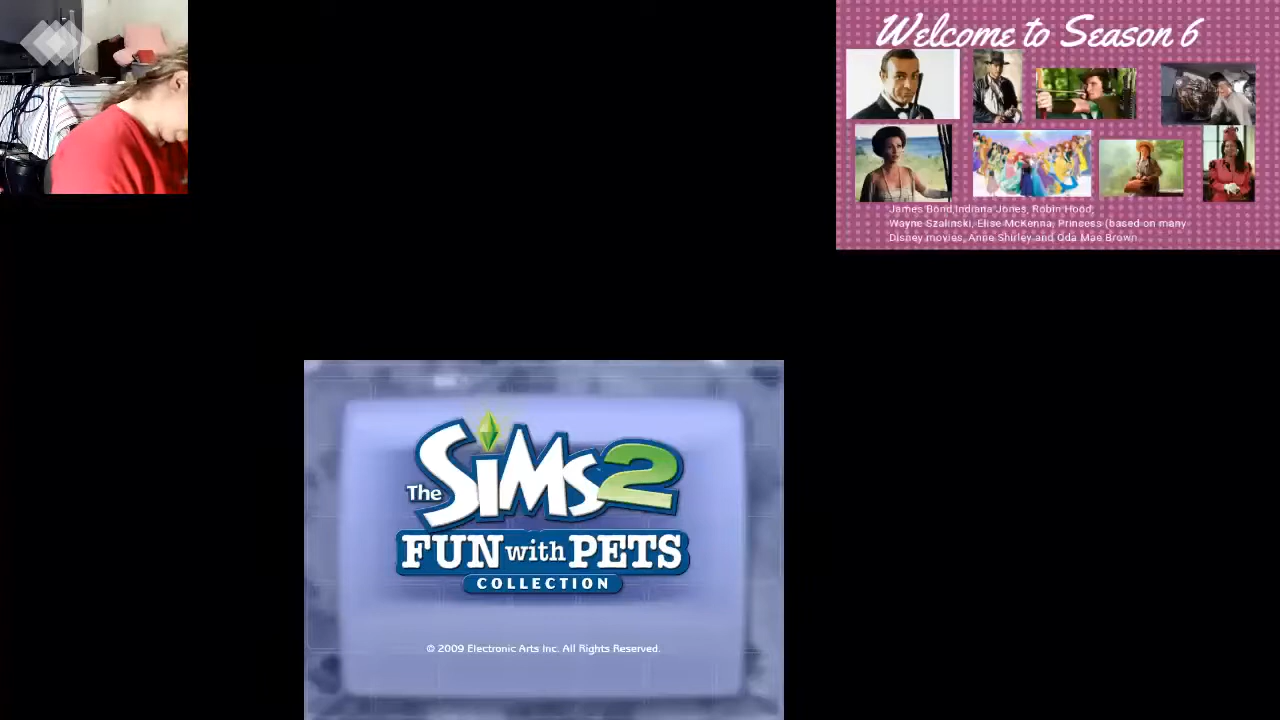 Welcome to Season 6
James Bond,Indiana Jones, Robin Hood,
Wayne Szalinski, Elise McKenna, Princess (based on many
Disney movies, Anne Shirley and Oda Mae Brown
The SiMs 2
FUN with PETS
COLLECTION
© 2009 Electronic Arts Inc. All Rights Reserved.